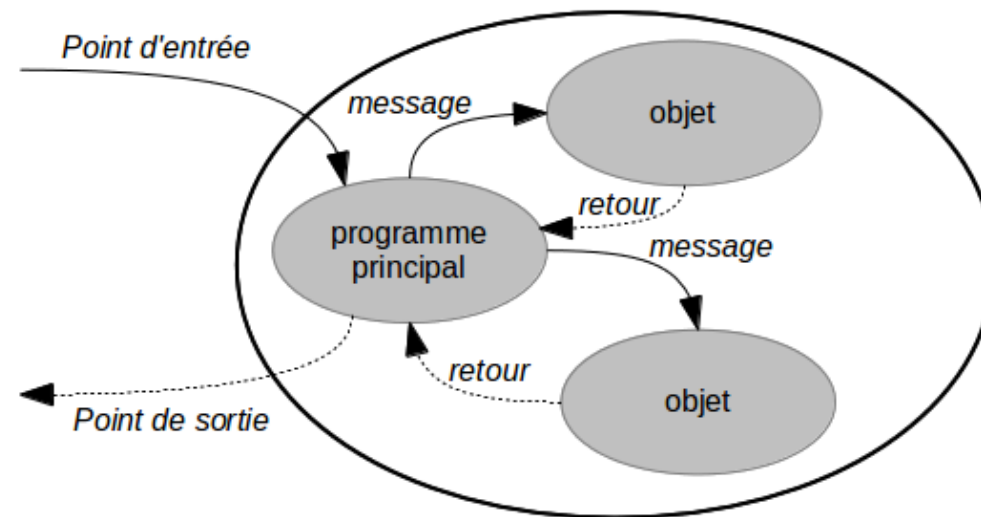 Point d'entrée
message
objet
retour
programme
principal
message
retour
objet
Point de sortie